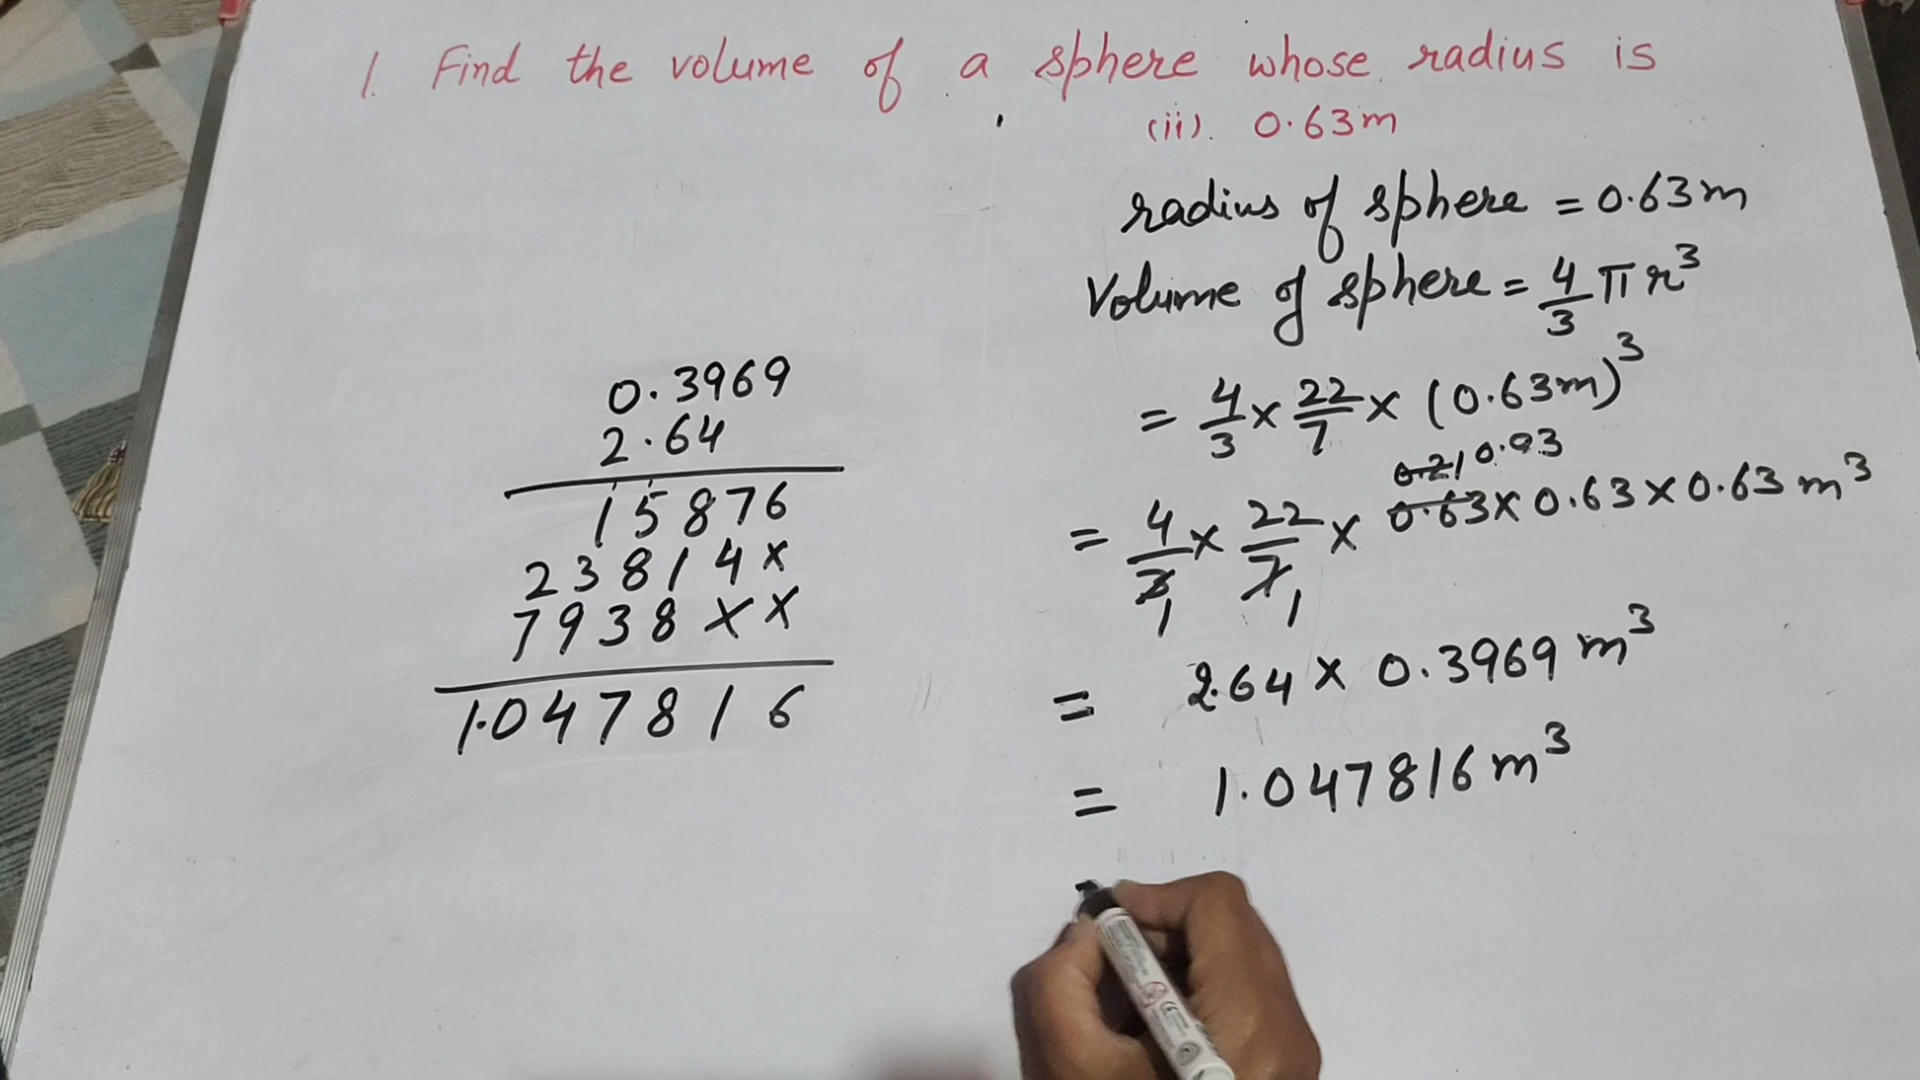 1. Find the volume of a sphere whose radius is
(ii). 0.63m
radius of sphere = 0.63m
Volume of sphere = 4/3 π r³
= 4/3 × 22/7 × (0.63m)³
0.21 0.03
= 4/3 × 22/7 × 0.63 × 0.63 × 0.63 m³
1 1
= 2.64 × 0.3969 m³
= 1.047816 m³
0.3969
2.64
15876
23814×
7938××
1.047816